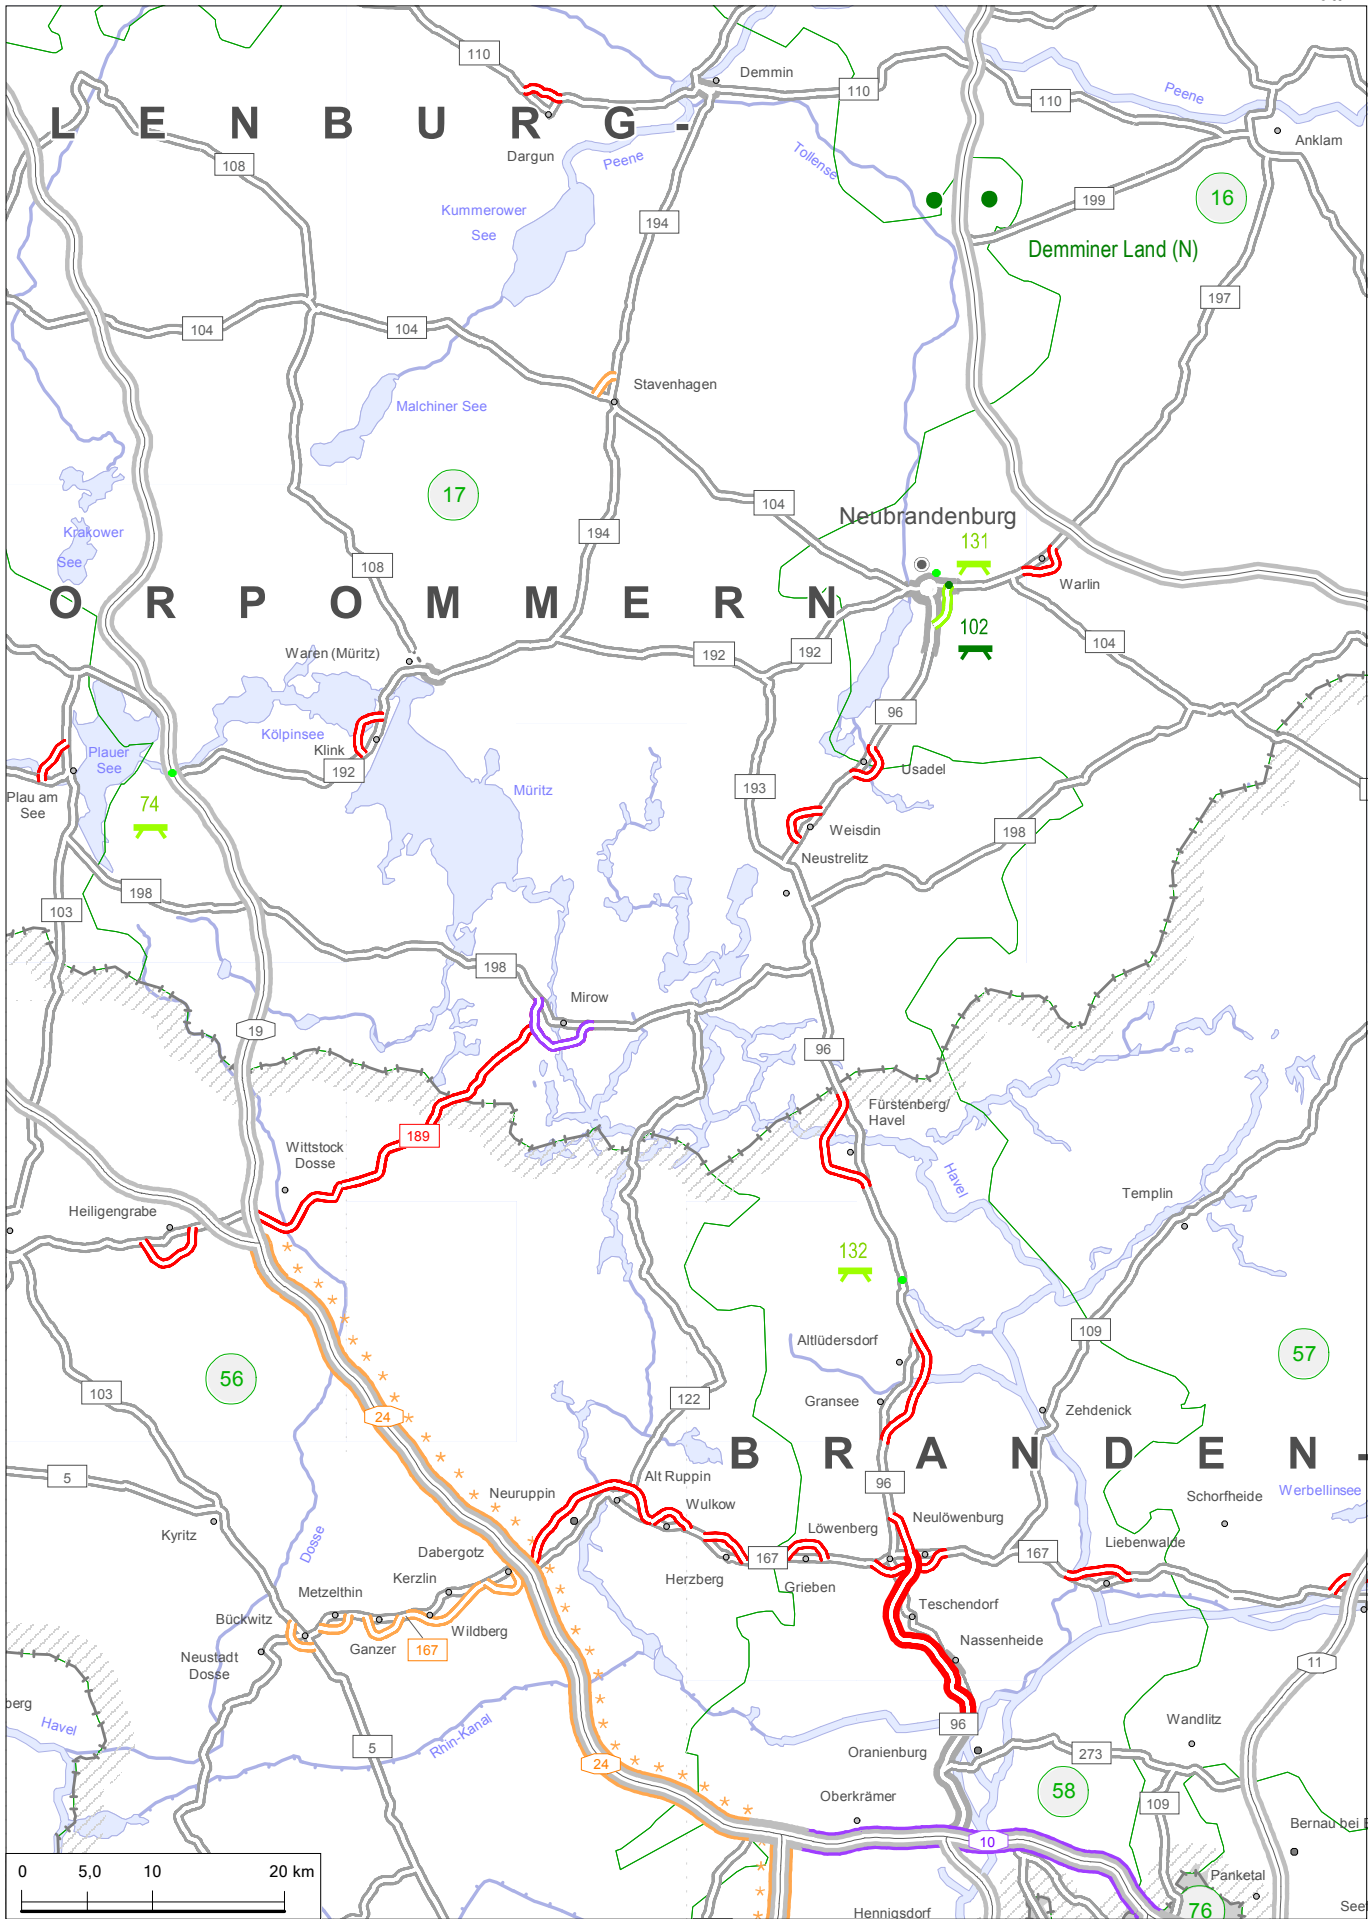 110
Demmin
110
110
Peene
Anklam
L E N B U R G -
Dargun
Peene
Tollense
108
16
199
Kummerower
See
194
Demminer Land (N)
197
104
104
Stavenhagen
Malchiner See
17
104
Neubrandenburg
131
Krakower
See
194
108
Warlin
O R P O M M E R N
102
104
Waren (Müritz)
192
192
96
Kölpinsee
Klink
192
Plauer
See
Usadel
Plau am
See
74
Müritz
193
Weisdin
198
Neustrelitz
198
103
198
Mirow
19
96
Fürstenberg/
Havel
189
Wittstock
Dosse
Havel
Templin
Heiligengrabe
132
109
Altlüdersdorf
57
56
103
24
122
Gransee
Zehdenick
B R A N D E N -
5
Alt Ruppin
96
Neuruppin
Wulkow
Schorfheide
Werbellinsee
Kyritz
Dosse
Löwenberg
Neulöwenburg
Liebenwalde
Dabergotz
167
167
Herzberg
Grieben
Kerzlin
Metzelthin
Bückwitz
Teschendorf
Wildberg
Ganzer
167
Nassenheide
Neustadt
Dosse
11
berg
Havel
Rhin-Kanal
96
Wandlitz
5
Oranienburg
273
24
58
Oberkrämer
109
Bernau bei B
10
0 5,0 10 20 km
Panketal
76
Hennigsdorf
See